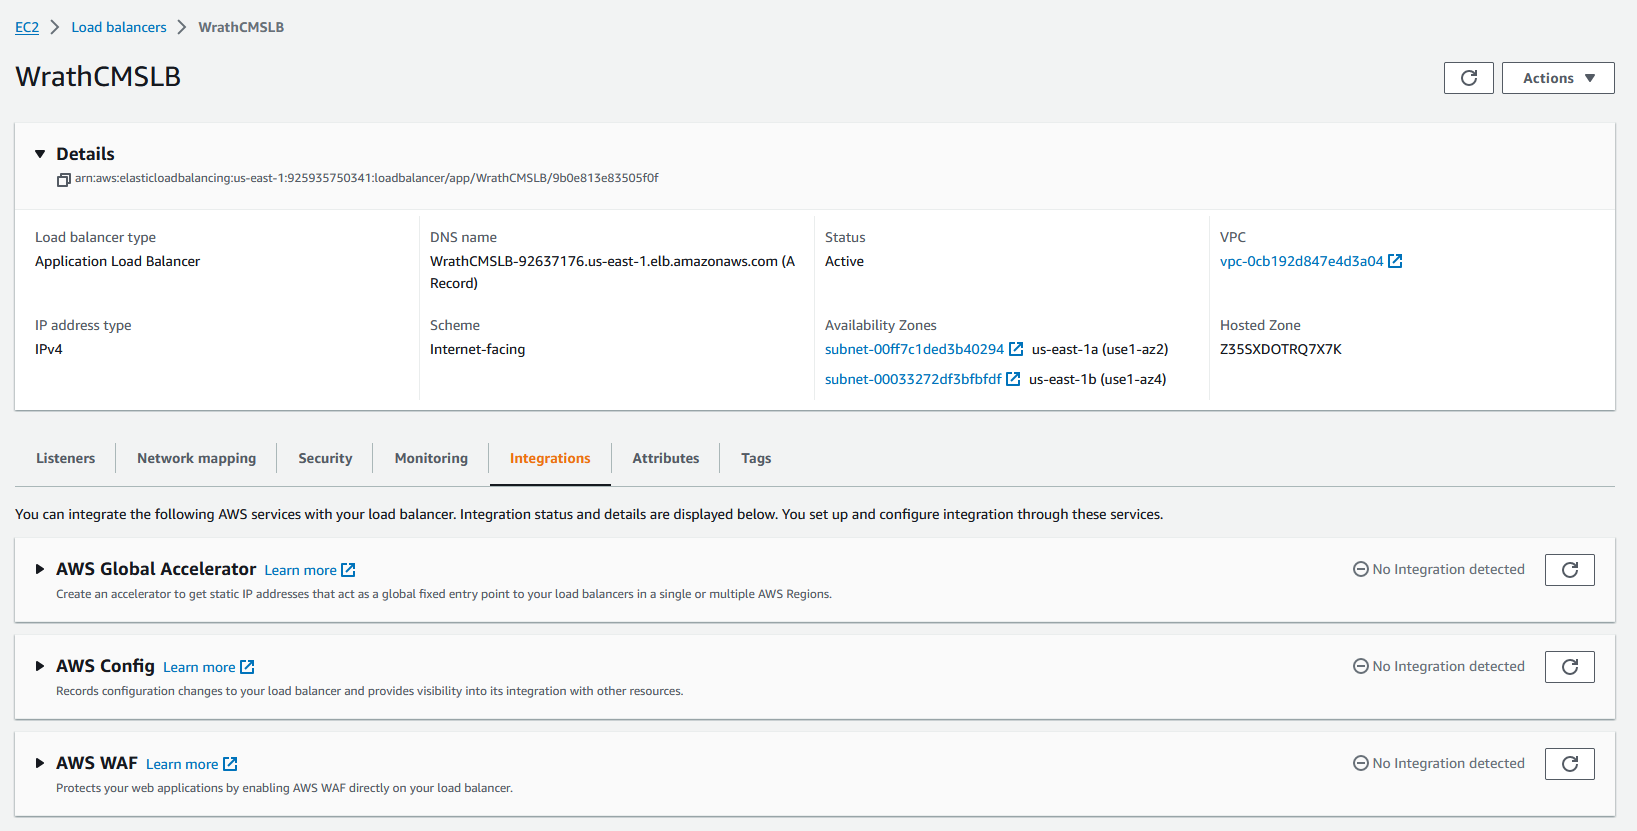 EC2 > Load balancers > WrathCMSLB
WrathCMSLB
Actions
Details
arn:aws:elasticloadbalancing:us-east-1:925935750341:loadbalancer/app/WrathCMSLB/9b0e813e83505f0f
Load balancer type
Application Load Balancer
DNS name
WrathCMSLB-92637176.us-east-1.elb.amazonaws.com (A
Record)
Status
Active
VPC
vpc-0cb192d847e4d3a04
IP address type
IPv4
Scheme
Internet-facing
Availability Zones
subnet-00ff7c1ded3b40294 us-east-1a (use1-az2)
subnet-00033272df3bfbfdf us-east-1b (use1-az4)
Hosted Zone
Z35SXDOTRQ7X7K
Listeners Network mapping Security Monitoring Integrations Attributes Tags
You can integrate the following AWS services with your load balancer. Integration status and details are displayed below. You set up and configure integration through these services.
AWS Global Accelerator Learn more No Integration detected
Create an accelerator to get static IP addresses that act as a global fixed entry point to your load balancers in a single or multiple AWS Regions.
AWS Config Learn more No Integration detected
Records configuration changes to your load balancer and provides visibility into its integration with other resources.
AWS WAF Learn more No Integration detected
Protects your web applications by enabling AWS WAF directly on your load balancer.